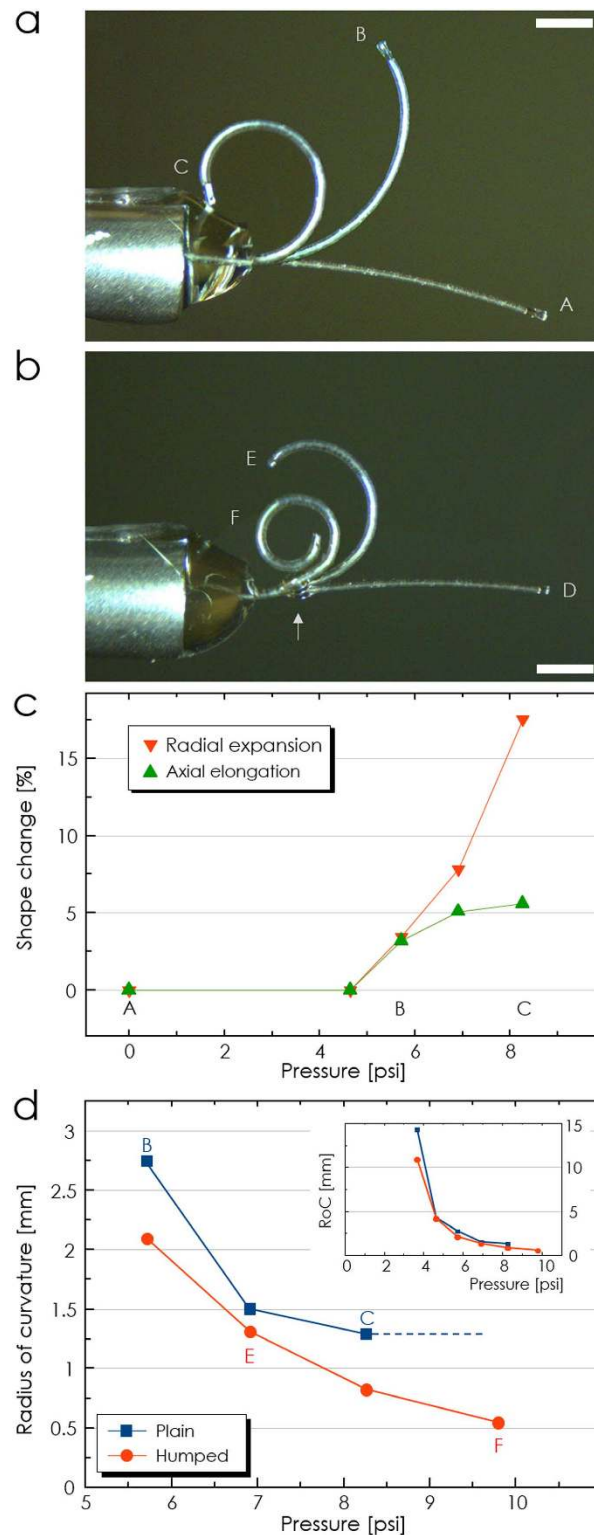 a
B
C
A
b
E
F
D
c
Radial expansion
Axial elongation
Shape change [%]
15
10
5
0
A
B
C
0
2
4
6
8
Pressure [psi]
d
Radius of curvature [mm]
3
2.5
2
1.5
1
0.5
0
B
C
E
F
Plain
Humped
5
6
7
8
9
10
Pressure [psi]
RoC [mm]
15
10
5
0
0
2
4
6
8
10
Pressure [psi]